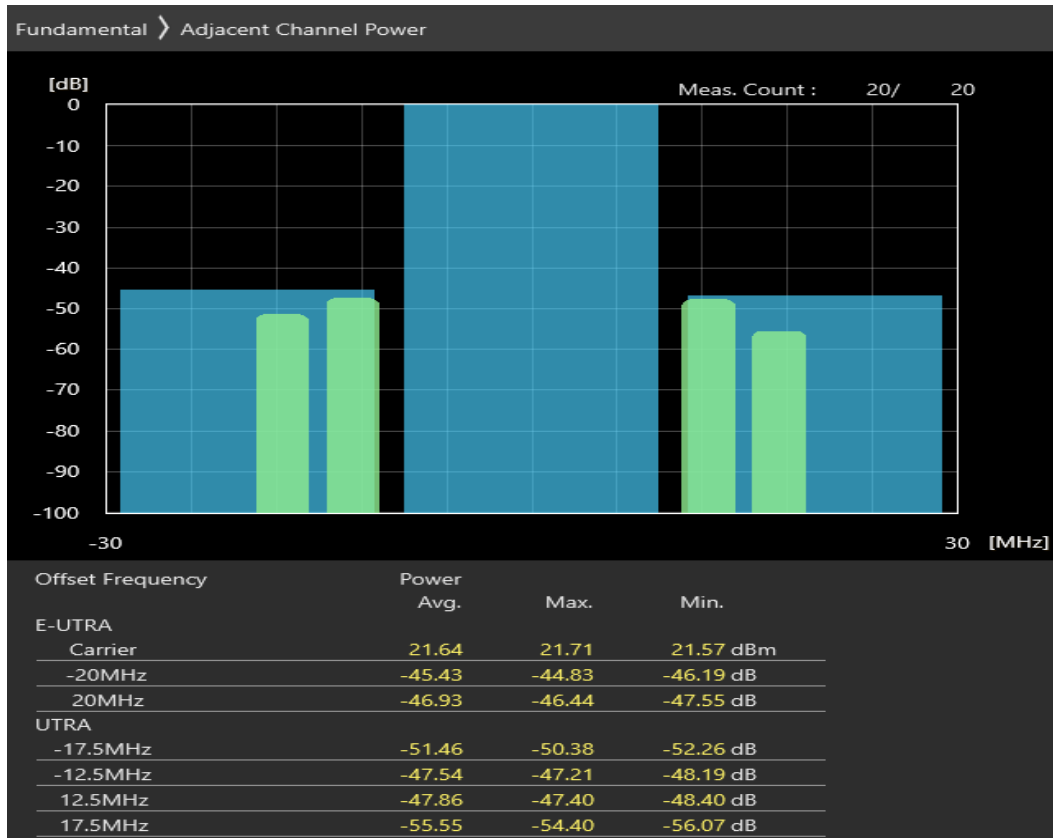 Fundamental 〉 Adjacent Channel Power
[dB]
Meas. Count : 20/ 20
0
-10
-20
-30
-40
-50
-60
-70
-80
-90
-100
-30 30 [MHz]
Offset Frequency Power
Avg. Max. Min.
E-UTRA
Carrier 21.64 21.71 21.57 dBm
-20MHz -45.43 -44.83 -46.19 dB
20MHz -46.93 -46.44 -47.55 dB
UTRA
-17.5MHz -51.46 -50.38 -52.26 dB
-12.5MHz -47.54 -47.21 -48.19 dB
12.5MHz -47.86 -47.40 -48.40 dB
17.5MHz -55.55 -54.40 -56.07 dB